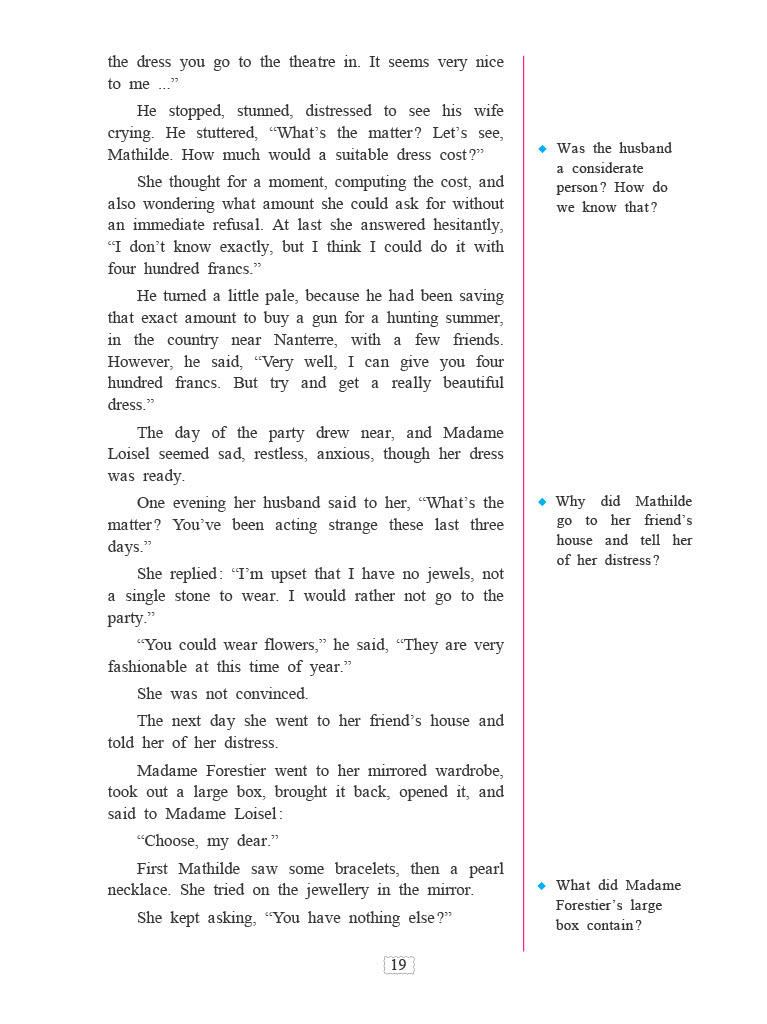 the dress you go to the theatre in. It seems very nice
to me ...”
He stopped, stunned, distressed to see his wife
crying. He stuttered, “What’s the matter? Let’s see,
Mathilde. How much would a suitable dress cost?”
She thought for a moment, computing the cost, and
also wondering what amount she could ask for without
an immediate refusal. At last she answered hesitantly,
“I don’t know exactly, but I think I could do it with
four hundred francs.”
He turned a little pale, because he had been saving
that exact amount to buy a gun for a hunting summer,
in the country near Nanterre, with a few friends.
However, he said, “Very well, I can give you four
hundred francs. But try and get a really beautiful
dress.”
The day of the party drew near, and Madame
Loisel seemed sad, restless, anxious, though her dress
was ready.
One evening her husband said to her, “What’s the
matter? You’ve been acting strange these last three
days.”
She replied: “I’m upset that I have no jewels, not
a single stone to wear. I would rather not go to the
party.”
“You could wear flowers,” he said, “They are very
fashionable at this time of year.”
She was not convinced.
The next day she went to her friend’s house and
told her of her distress.
Madame Forestier went to her mirrored wardrobe,
took out a large box, brought it back, opened it, and
said to Madame Loisel:
“Choose, my dear.”
First Mathilde saw some bracelets, then a pearl
necklace. She tried on the jewellery in the mirror.
She kept asking, “You have nothing else?”
◆ Was the husband
a considerate
person? How do
we know that?
◆ Why did Mathilde
go to her friend’s
house and tell her
of her distress?
◆ What did Madame
Forestier’s large
box contain?
19